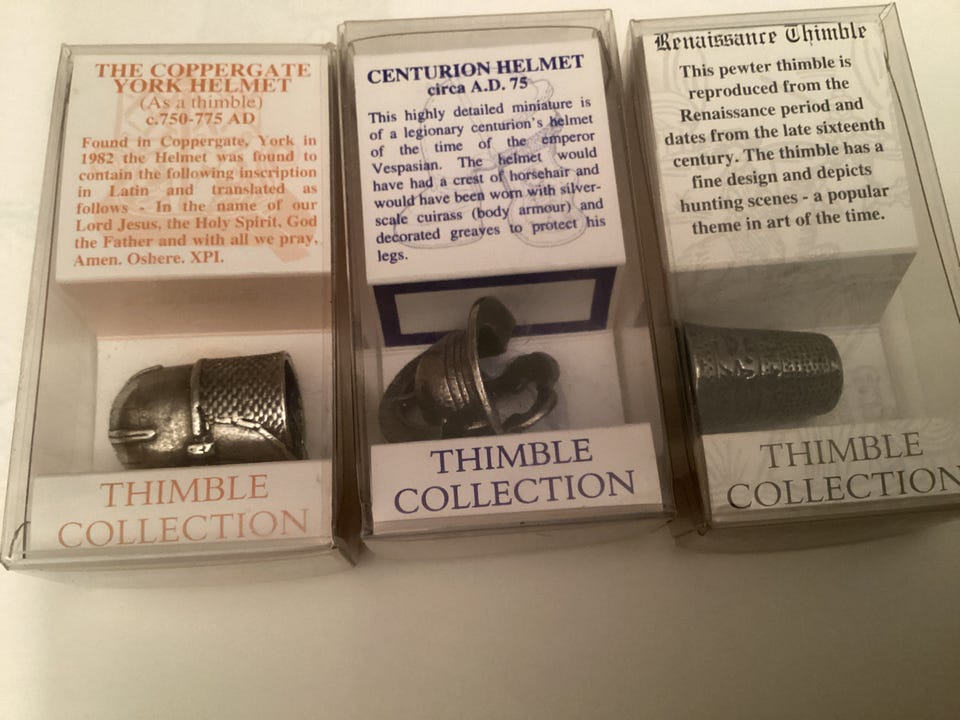 THE COPPERGATE
YORK HELMET
(As a thimble)
c.750-775 AD
Found in Coppergate, York in
1982 the Helmet was found to
contain the following inscription
in Latin and translated as
follows - In the name of our
Lord Jesus, the Holy Spirit, God
the Father and with all we pray.
Amen. Oshere. XPI.
THIMBLE
COLLECTION
CENTURION HELMET
circa A.D. 75
This highly detailed miniature is
of a legionary centurion's helmet
of the time of the emperor
Vespasian. The helmet would
have had a crest of horsehair and
would have been worn with silver-
scale cuirass (body armour) and
decorated greaves to protect his
legs.
THIMBLE
COLLECTION
Renaissance Thimble
This pewter thimble is
reproduced from the
Renaissance period and
dates from the late sixteenth
century. The thimble has a
fine design and depicts
hunting scenes - a popular
theme in art of the time.
THIMBLE
COLLECTION